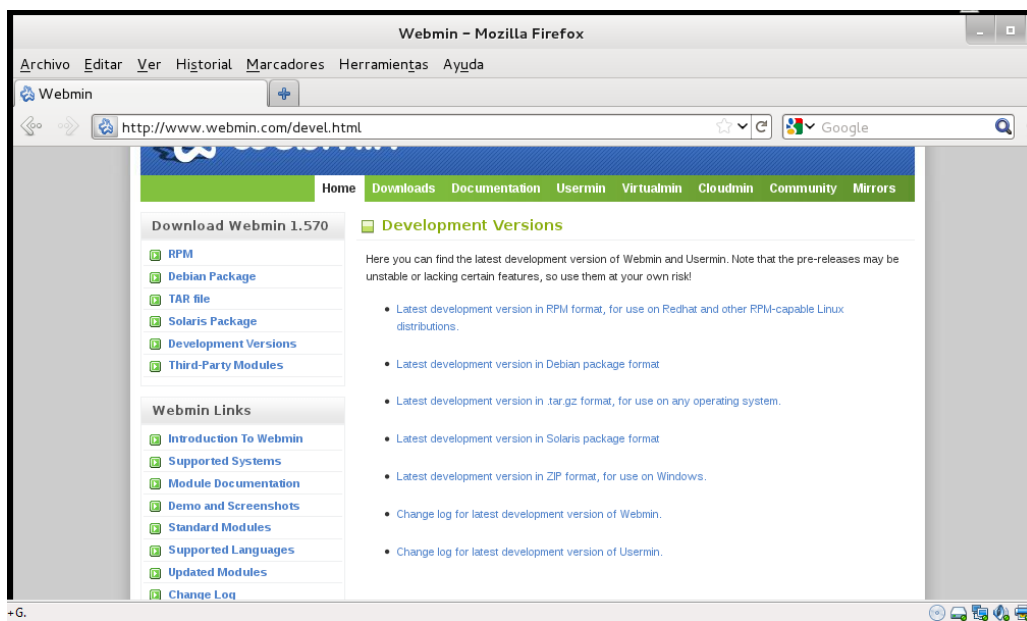 Webmin – Mozilla Firefox
Archivo Editar Ver Historial Marcadores Herramientas Ayuda
Webmin
http://www.webmin.com/devel.html Google
Home Downloads Documentation Usermin Virtualmin Cloudmin Community Mirrors
Download Webmin 1.570
RPM
Debian Package
TAR file
Solaris Package
Development Versions
Third-Party Modules
Webmin Links
Introduction To Webmin
Supported Systems
Module Documentation
Demo and Screenshots
Standard Modules
Supported Languages
Updated Modules
Change Log
Development Versions
Here you can find the latest development version of Webmin and Usermin. Note that the pre-releases may be
unstable or lacking certain features, so use them at your own risk!
Latest development version in RPM format, for use on Redhat and other RPM-capable Linux
distributions.
Latest development version in Debian package format
Latest development version in .tar.gz format, for use on any operating system.
Latest development version in Solaris package format
Latest development version in ZIP format, for use on Windows.
Change log for latest development version of Webmin.
Change log for latest development version of Usermin.
+G.